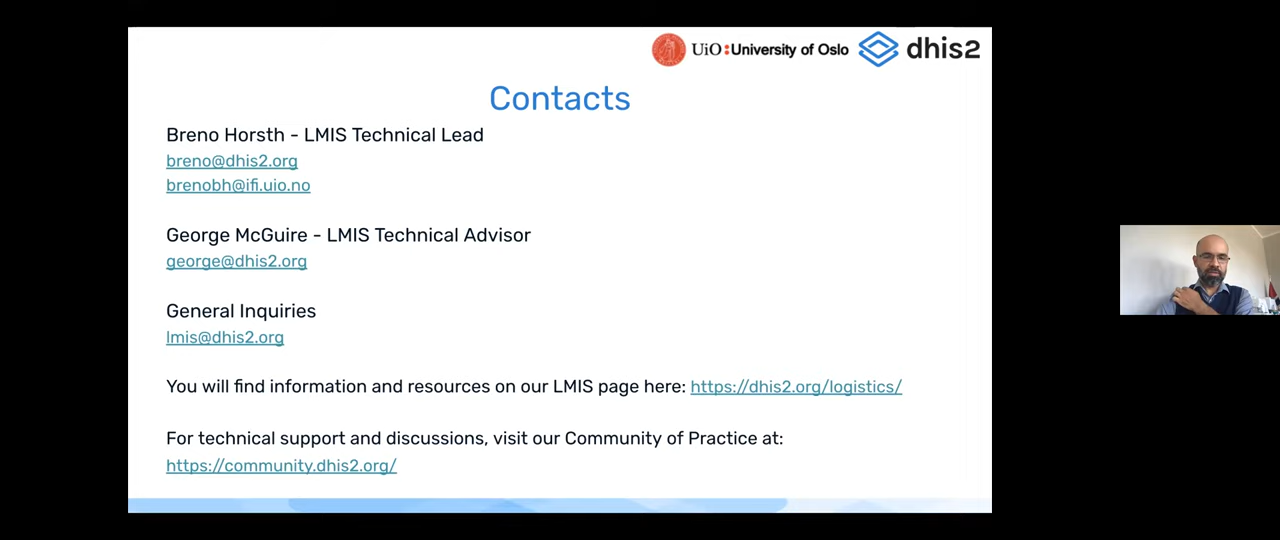 UiO : University of Oslo dhis2
Contacts
Breno Horsth - LMIS Technical Lead
breno@dhis2.org
brenobh@ifi.uio.no
George McGuire - LMIS Technical Advisor
george@dhis2.org
General Inquiries
lmis@dhis2.org
You will find information and resources on our LMIS page here: https://dhis2.org/logistics/
For technical support and discussions, visit our Community of Practice at:
https://community.dhis2.org/